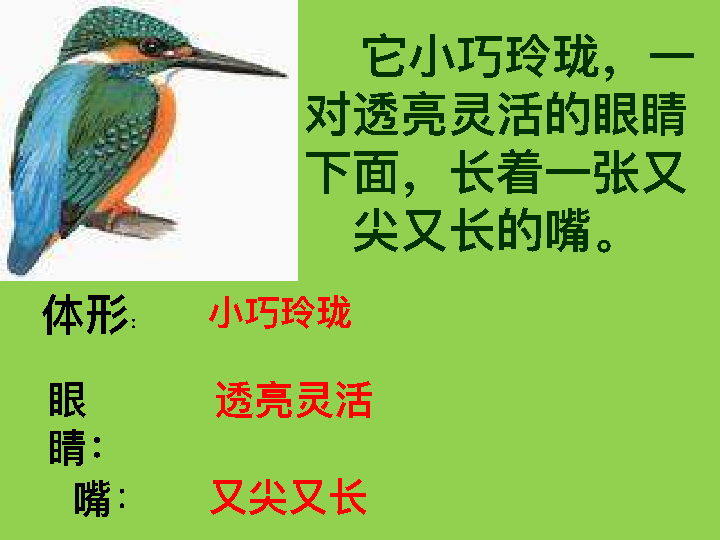 它小巧玲珑，一
对透亮灵活的眼睛
下面，长着一张又
尖又长的嘴。
体形：
小巧玲珑
眼
睛：
透亮灵活
嘴：
又尖又长